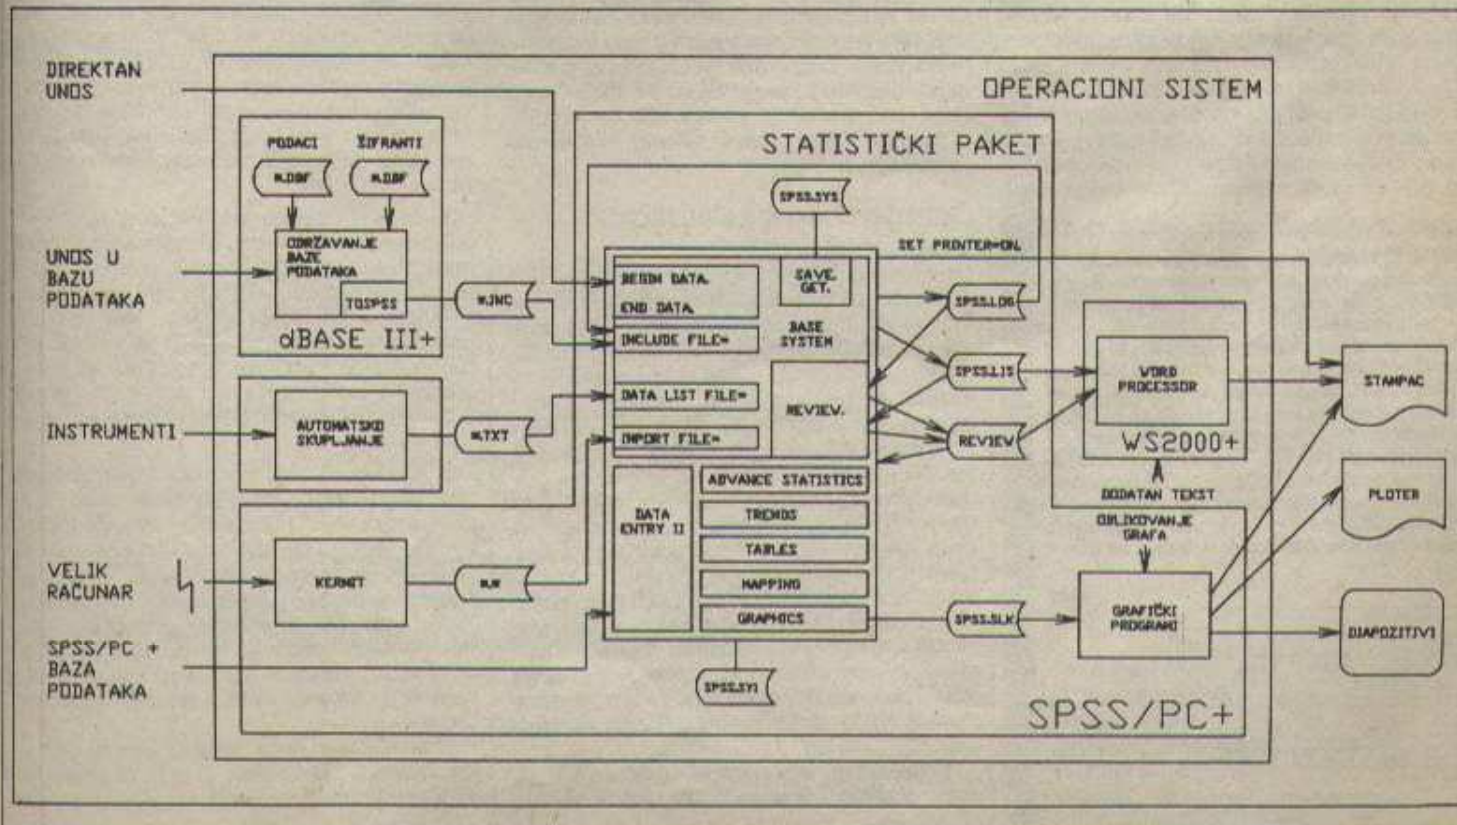 DIREKTAN
UNOS
OPERACIONI SISTEM
STATISTIČKI PAKET
PODACI
ŽIFRANTI
*.DBF
*.DBF
ODRŽAVANJE
BAZE
PODATAKA
TOSPSS
dBASE III+
UNOS U
BAZU
PODATAKA
*.INC
SPSS.SYS
SET PRINTER=ON.
BEGIN DATA.
END DATA.
SAVE.
GET.
BASE
SYSTEM
INCLUDE FILE=
DATA LIST FILE=
IMPORT FILE=
REVIEW.
SPSS.LOG
SPSS.LIS
REVIEW
WORD
PROCESSOR
WS2000+
STAMPAC
INSTRUMENTI
AUTOMATSKO
SKUPLJANJE
*.TXT
DATA
ENTRY II
ADVANCE STATISTICS
TRENDS
TABLES
MAPPING
GRAPHICS
DODATAN TEKST
OBLIKOVANJE
GRAFA
PLOTER
VELIK
RAČUNAR
KERMIT
*.*
SPSS.SLK
GRAFIČKI
PROGRAMI
DIAPOZITIVI
SPSS/PC +
BAZA
PODATAKA
SPSS.SYI
SPSS/PC+